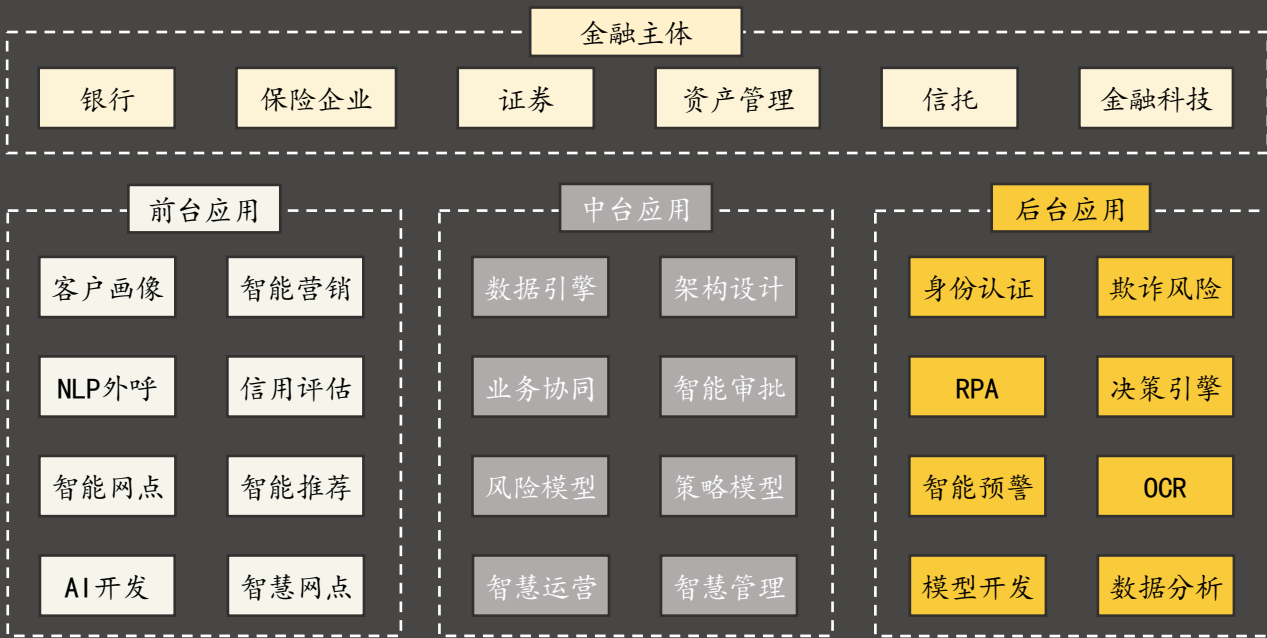 金融主体
银行
保险企业
证券
资产管理
信托
金融科技
前台应用
客户画像
智能营销
NLP外呼
信用评估
智能网点
智能推荐
AI开发
智慧网点
中台应用
数据引擎
架构设计
业务协同
智能审批
风险模型
策略模型
智慧运营
智慧管理
后台应用
身份认证
欺诈风险
RPA
决策引擎
智能预警
OCR
模型开发
数据分析